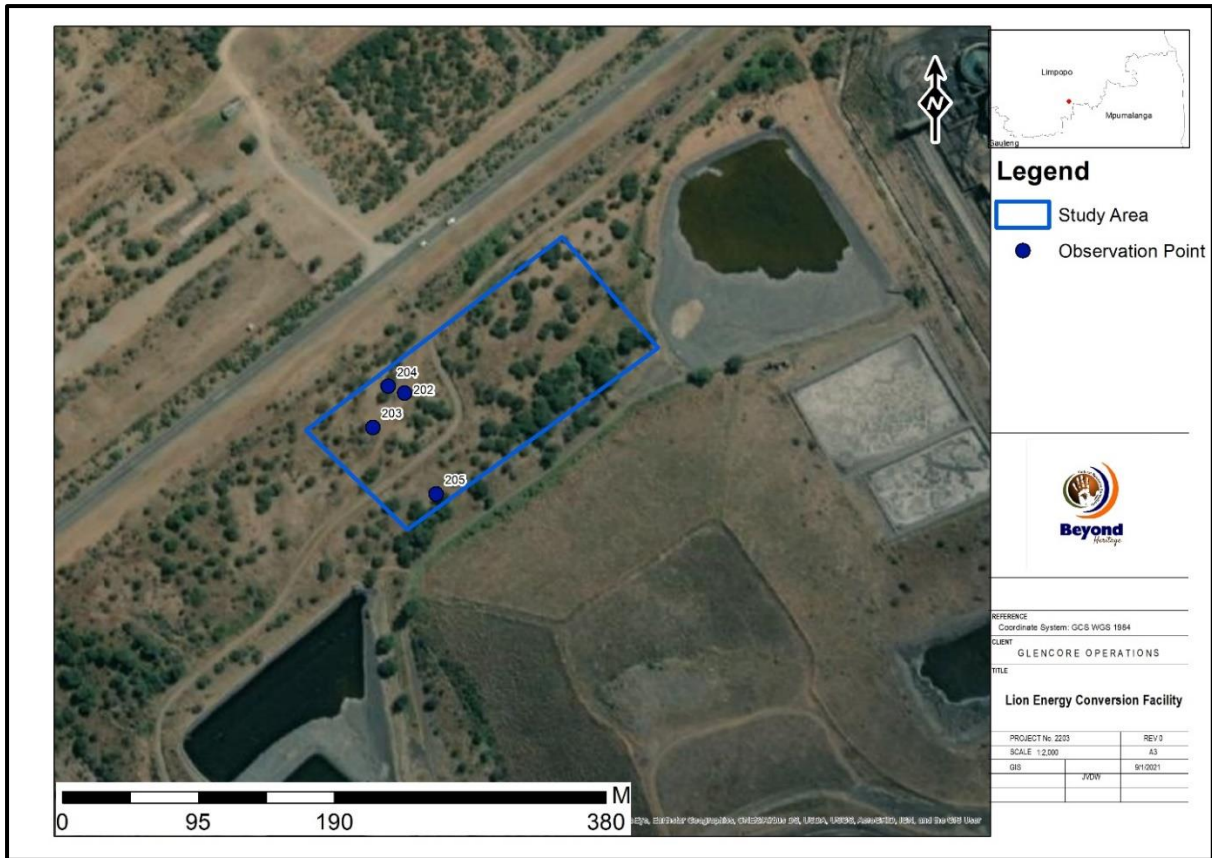 N
Limpopo
Mpumalanga
Gauteng
Legend
Study Area
Observation Point
204
202
203
205
Beyond
Heritage
REFERENCE
Coordinate System: GCS WGS 1984
CLIENT
GLENCORE OPERATIONS
TITLE
Lion Energy Conversion Facility
PROJECT No. 2203 REV 0
SCALE 1:2,000 A3
GIS 9/1/2021
JVDW
M
0 95 190 380